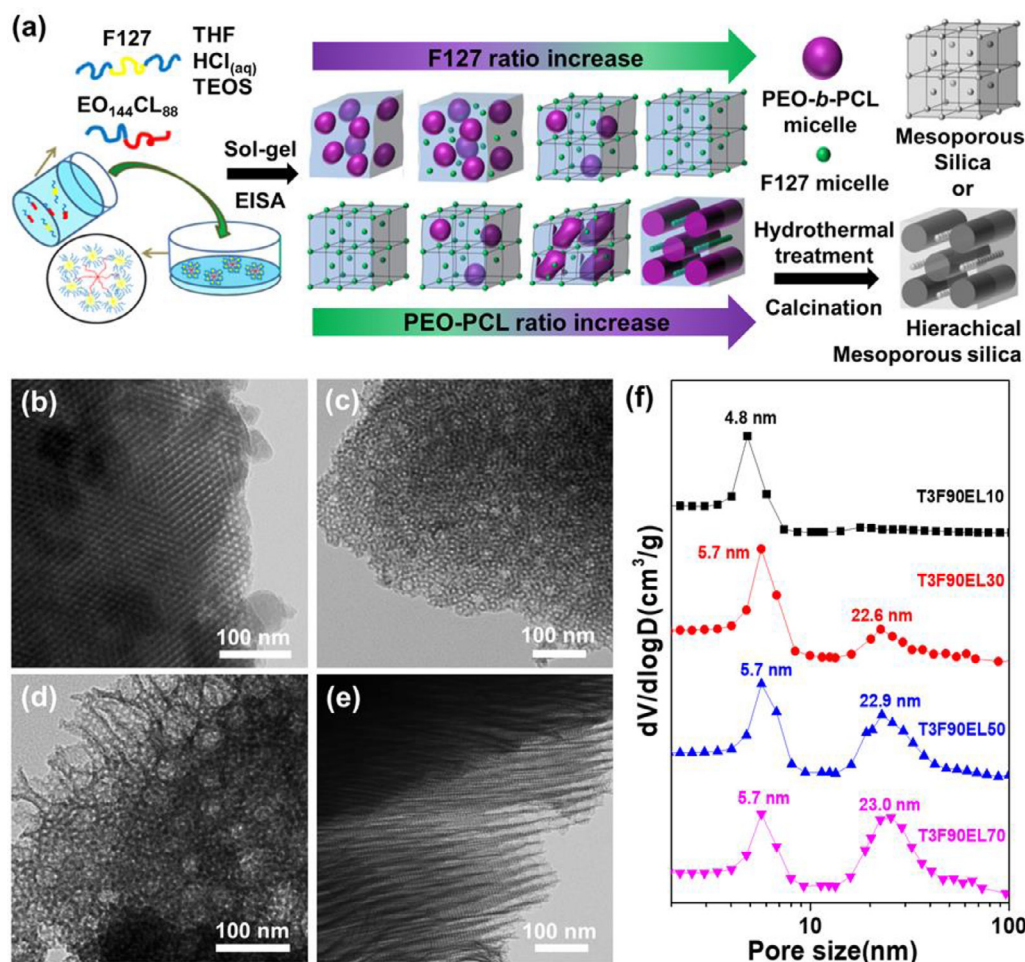 (a)
F127
THF
HCl(aq)
TEOS
EO144CL88
Sol-gel
EISA
F127 ratio increase
PEO-b-PCL
micelle
F127 micelle
Mesoporous
Silica
or
Hydrothermal
treatment
Calcination
PEO-PCL ratio increase
Hierachical
Mesoporous silica
(b)
100 nm
(c)
100 nm
(d)
100 nm
(e)
100 nm
(f)
4.8 nm
T3F90EL10
5.7 nm
T3F90EL30
22.6 nm
5.7 nm
22.9 nm
T3F90EL50
5.7 nm
23.0 nm
T3F90EL70
dV/dlogD(cm³/g)
10
100
Pore size(nm)